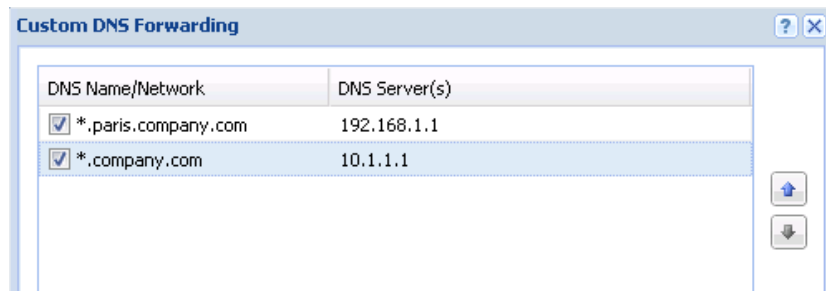 Custom DNS Forwarding ?
DNS Name/Network DNS Server(s)
*.paris.company.com 192.168.1.1
*.company.com 10.1.1.1